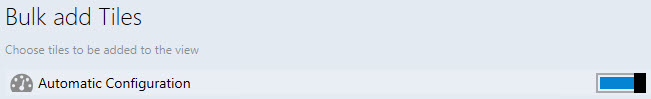 Bulk add Tiles
Choose tiles to be added to the view
Automatic Configuration